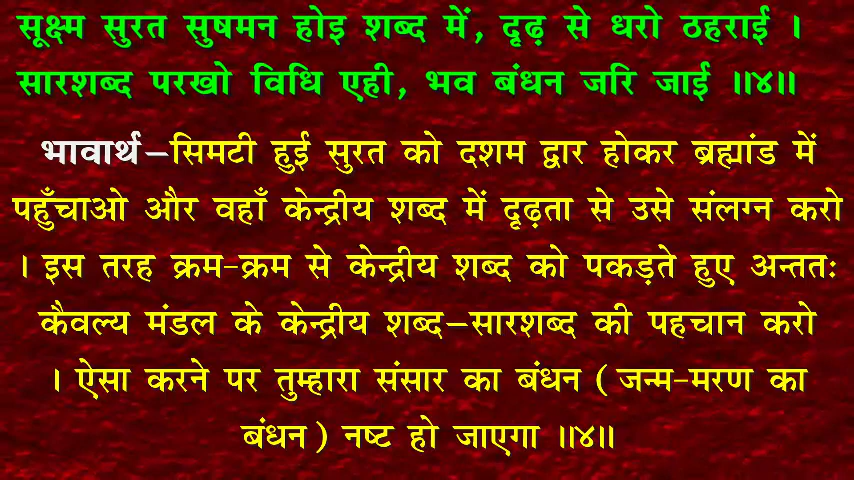 सूक्ष्म सुरत सुषमन होइ शब्द में, दृढ़ से धरो ठहराई ।
सारशब्द परखो विधि एही, भव बंधन जरि जाई ॥४॥
भावार्थ–सिमटी हुई सुरत को दशम द्वार होकर ब्रह्मांड में
पहुँचाओ और वहाँ केन्द्रीय शब्द में दृढ़ता से उसे संलग्न करो
। इस तरह क्रम-क्रम से केन्द्रीय शब्द को पकड़ते हुए अन्ततः
कैवल्य मंडल के केन्द्रीय शब्द–सारशब्द की पहचान करो
। ऐसा करने पर तुम्हारा संसार का बंधन ( जन्म-मरण का
बंधन ) नष्ट हो जाएगा ॥४॥